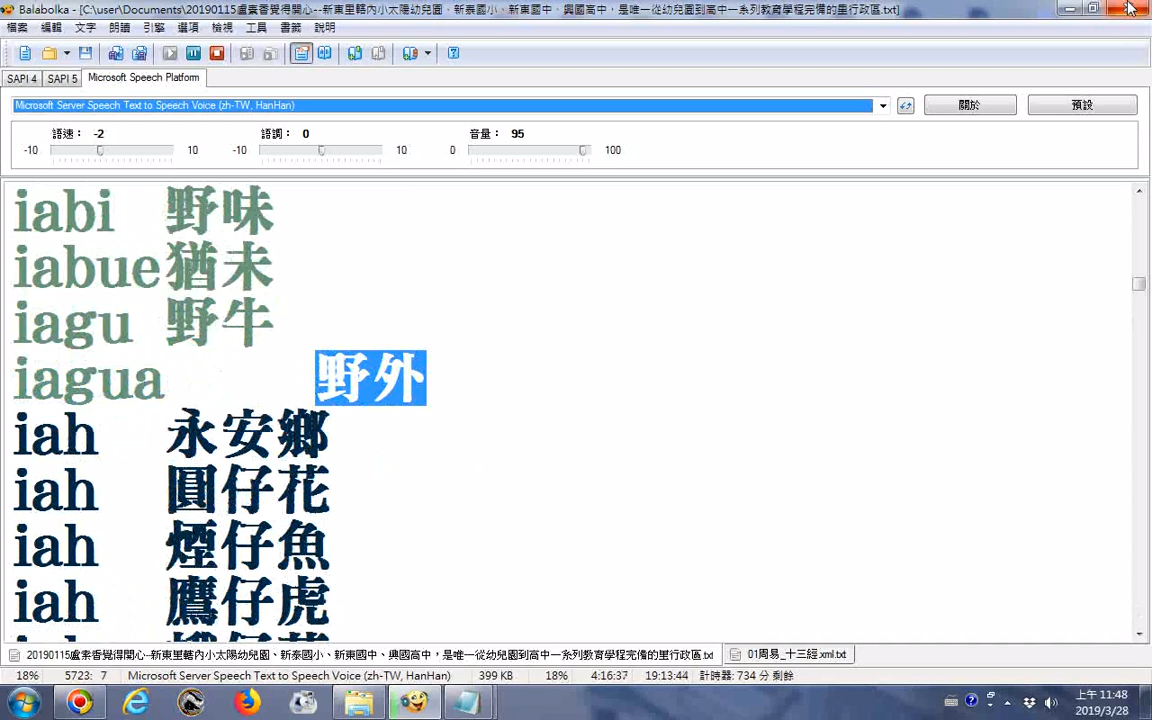 Balabolka - [C:\user\Documents\20190115盧素香覺得開心--新東里轄內小太陽幼兒園、新泰國小、新東國中、興國高中，是唯一從幼兒園到高中一系列教育學程完備的里行政區.txt]
檔案 編輯 文字 朗讀 引擎 選項 檢視 工具 書籤 說明
SAPI 4 SAPI 5 Microsoft Speech Platform
Microsoft Server Speech Text to Speech Voice (zh-TW, HanHan) 關於 預設
語速： -2 語調： 0 音量： 95
-10 10 -10 10 0 100
iabi 野味
iabue 猶未
iagu 野牛
iagua 野外
iah 永安鄉
iah 圓仔花
iah 煙仔魚
iah 鷹仔虎
20190115盧素香覺得開心--新東里轄內小太陽幼兒園、新泰國小、新東國中、興國高中，是唯一從幼兒園到高中一系列教育學程完備的里行政區.txt 01周易_十三經.xml.txt
18% 5723: 7 Microsoft Server Speech Text to Speech Voice (zh-TW, HanHan) 399 KB 18% 4:16:37 19:13:44 計時器: 734 分 剩餘
上午 11:48
2019/3/28